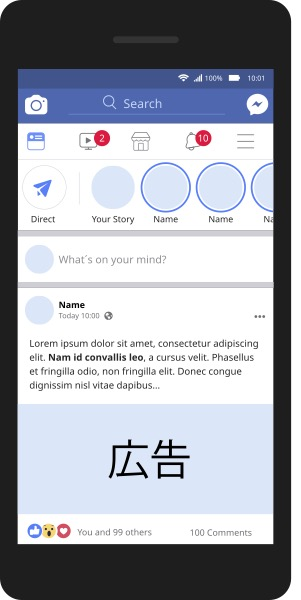 100% 10:01
Search
2 10
Direct Your Story Name Name Na
What´s on your mind?
Name
Today 10:00
Lorem ipsum dolor sit amet, consectetur adipiscing
elit. Nam id convallis leo, a cursus velit. Phasellus
et fringilla odio, non fringilla elit. Donec congue
dignissim nisl vitae dapibus...
広告
You and 99 others 100 Comments